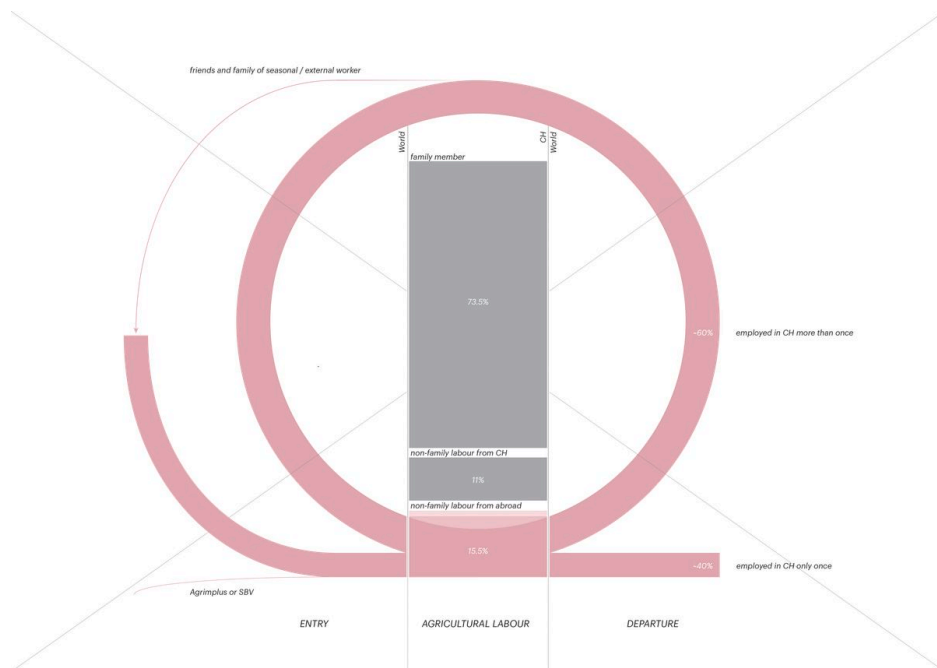 friends and family of seasonal / external worker
World
CH
World
family member
73.5%
~60%
employed in CH more than once
non-family labour from CH
11%
non-family labour from abroad
15.5%
~40%
employed in CH only once
Agrimplus or SBV
ENTRY
AGRICULTURAL LABOUR
DEPARTURE